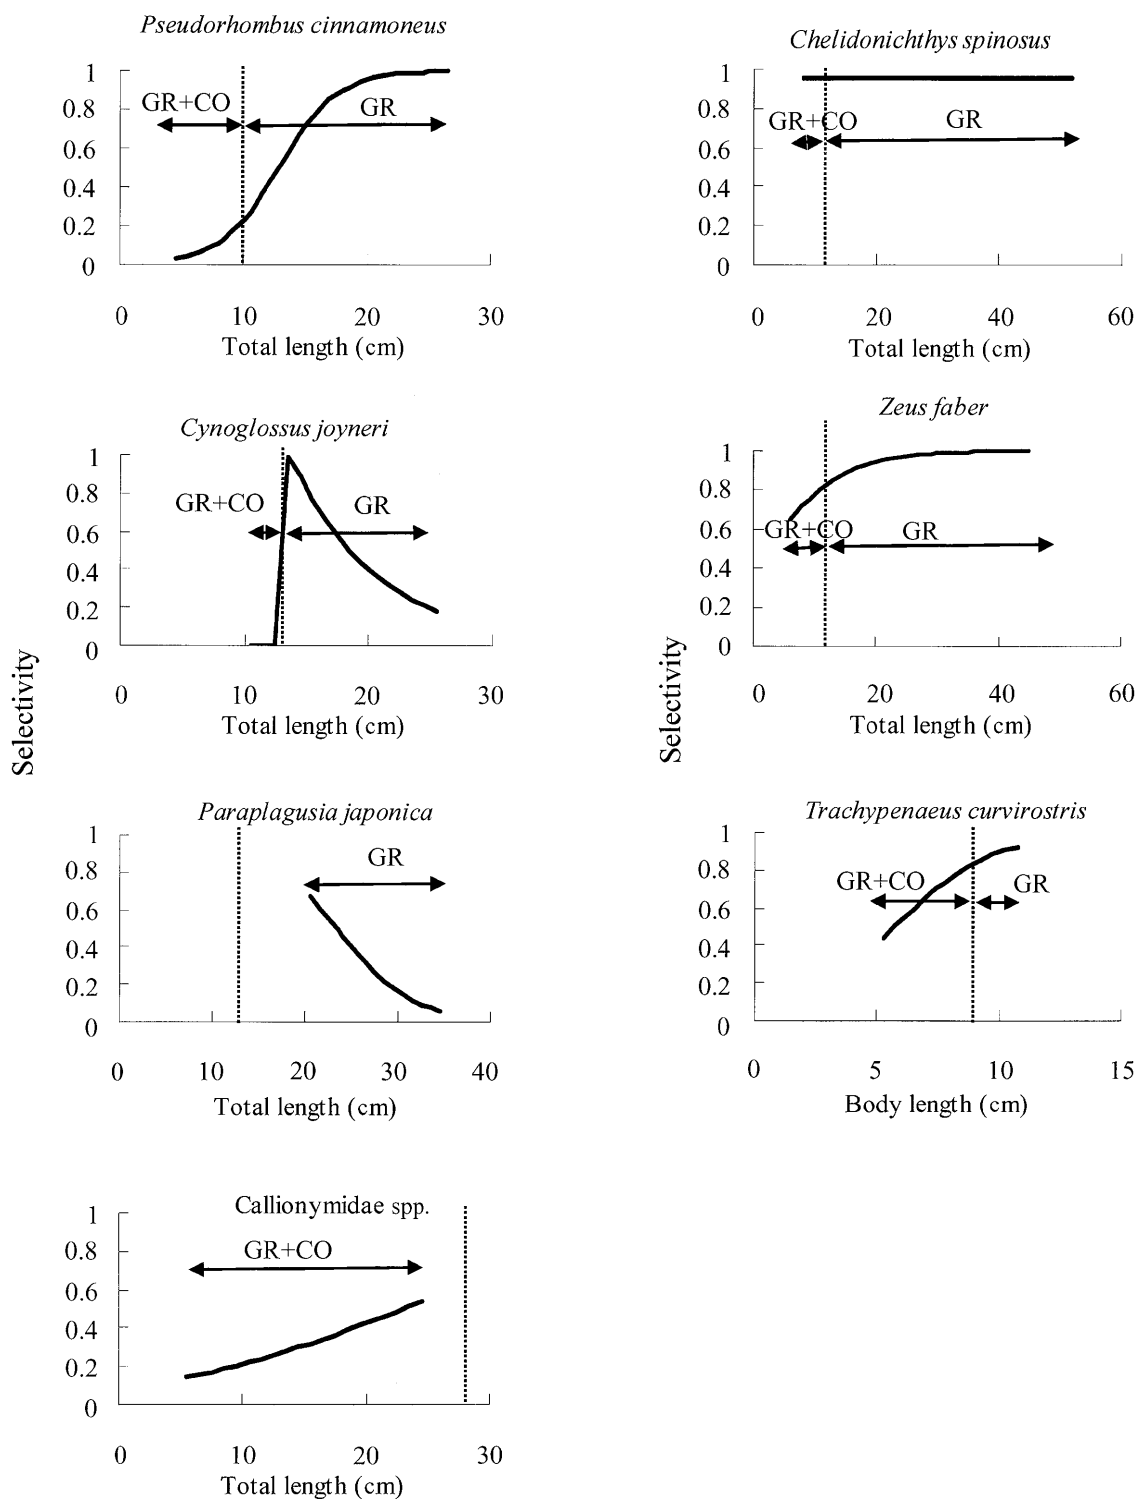 Pseudorhombus cinnamoneus
1
0.8
0.6
0.4
0.2
0
GR+CO
GR
0 10 20 30
Total length (cm)
Chelidonichthys spinosus
1
0.8
0.6
0.4
0.2
0
GR+CO
GR
0 20 40 60
Total length (cm)
Cynoglossus joyneri
1
0.8
0.6
0.4
0.2
0
GR+CO
GR
0 10 20 30
Total length (cm)
Zeus faber
1
0.8
0.6
0.4
0.2
0
GR+CO
GR
0 20 40 60
Total length (cm)
Selectivity
Selectivity
Paraplagusia japonica
1
0.8
0.6
0.4
0.2
0
GR
0 10 20 30 40
Total length (cm)
Trachypenaeus curvirostris
1
0.8
0.6
0.4
0.2
0
GR+CO
GR
0 5 10 15
Body length (cm)
Callionymidae spp.
1
0.8
0.6
0.4
0.2
0
GR+CO
0 10 20 30
Total length (cm)